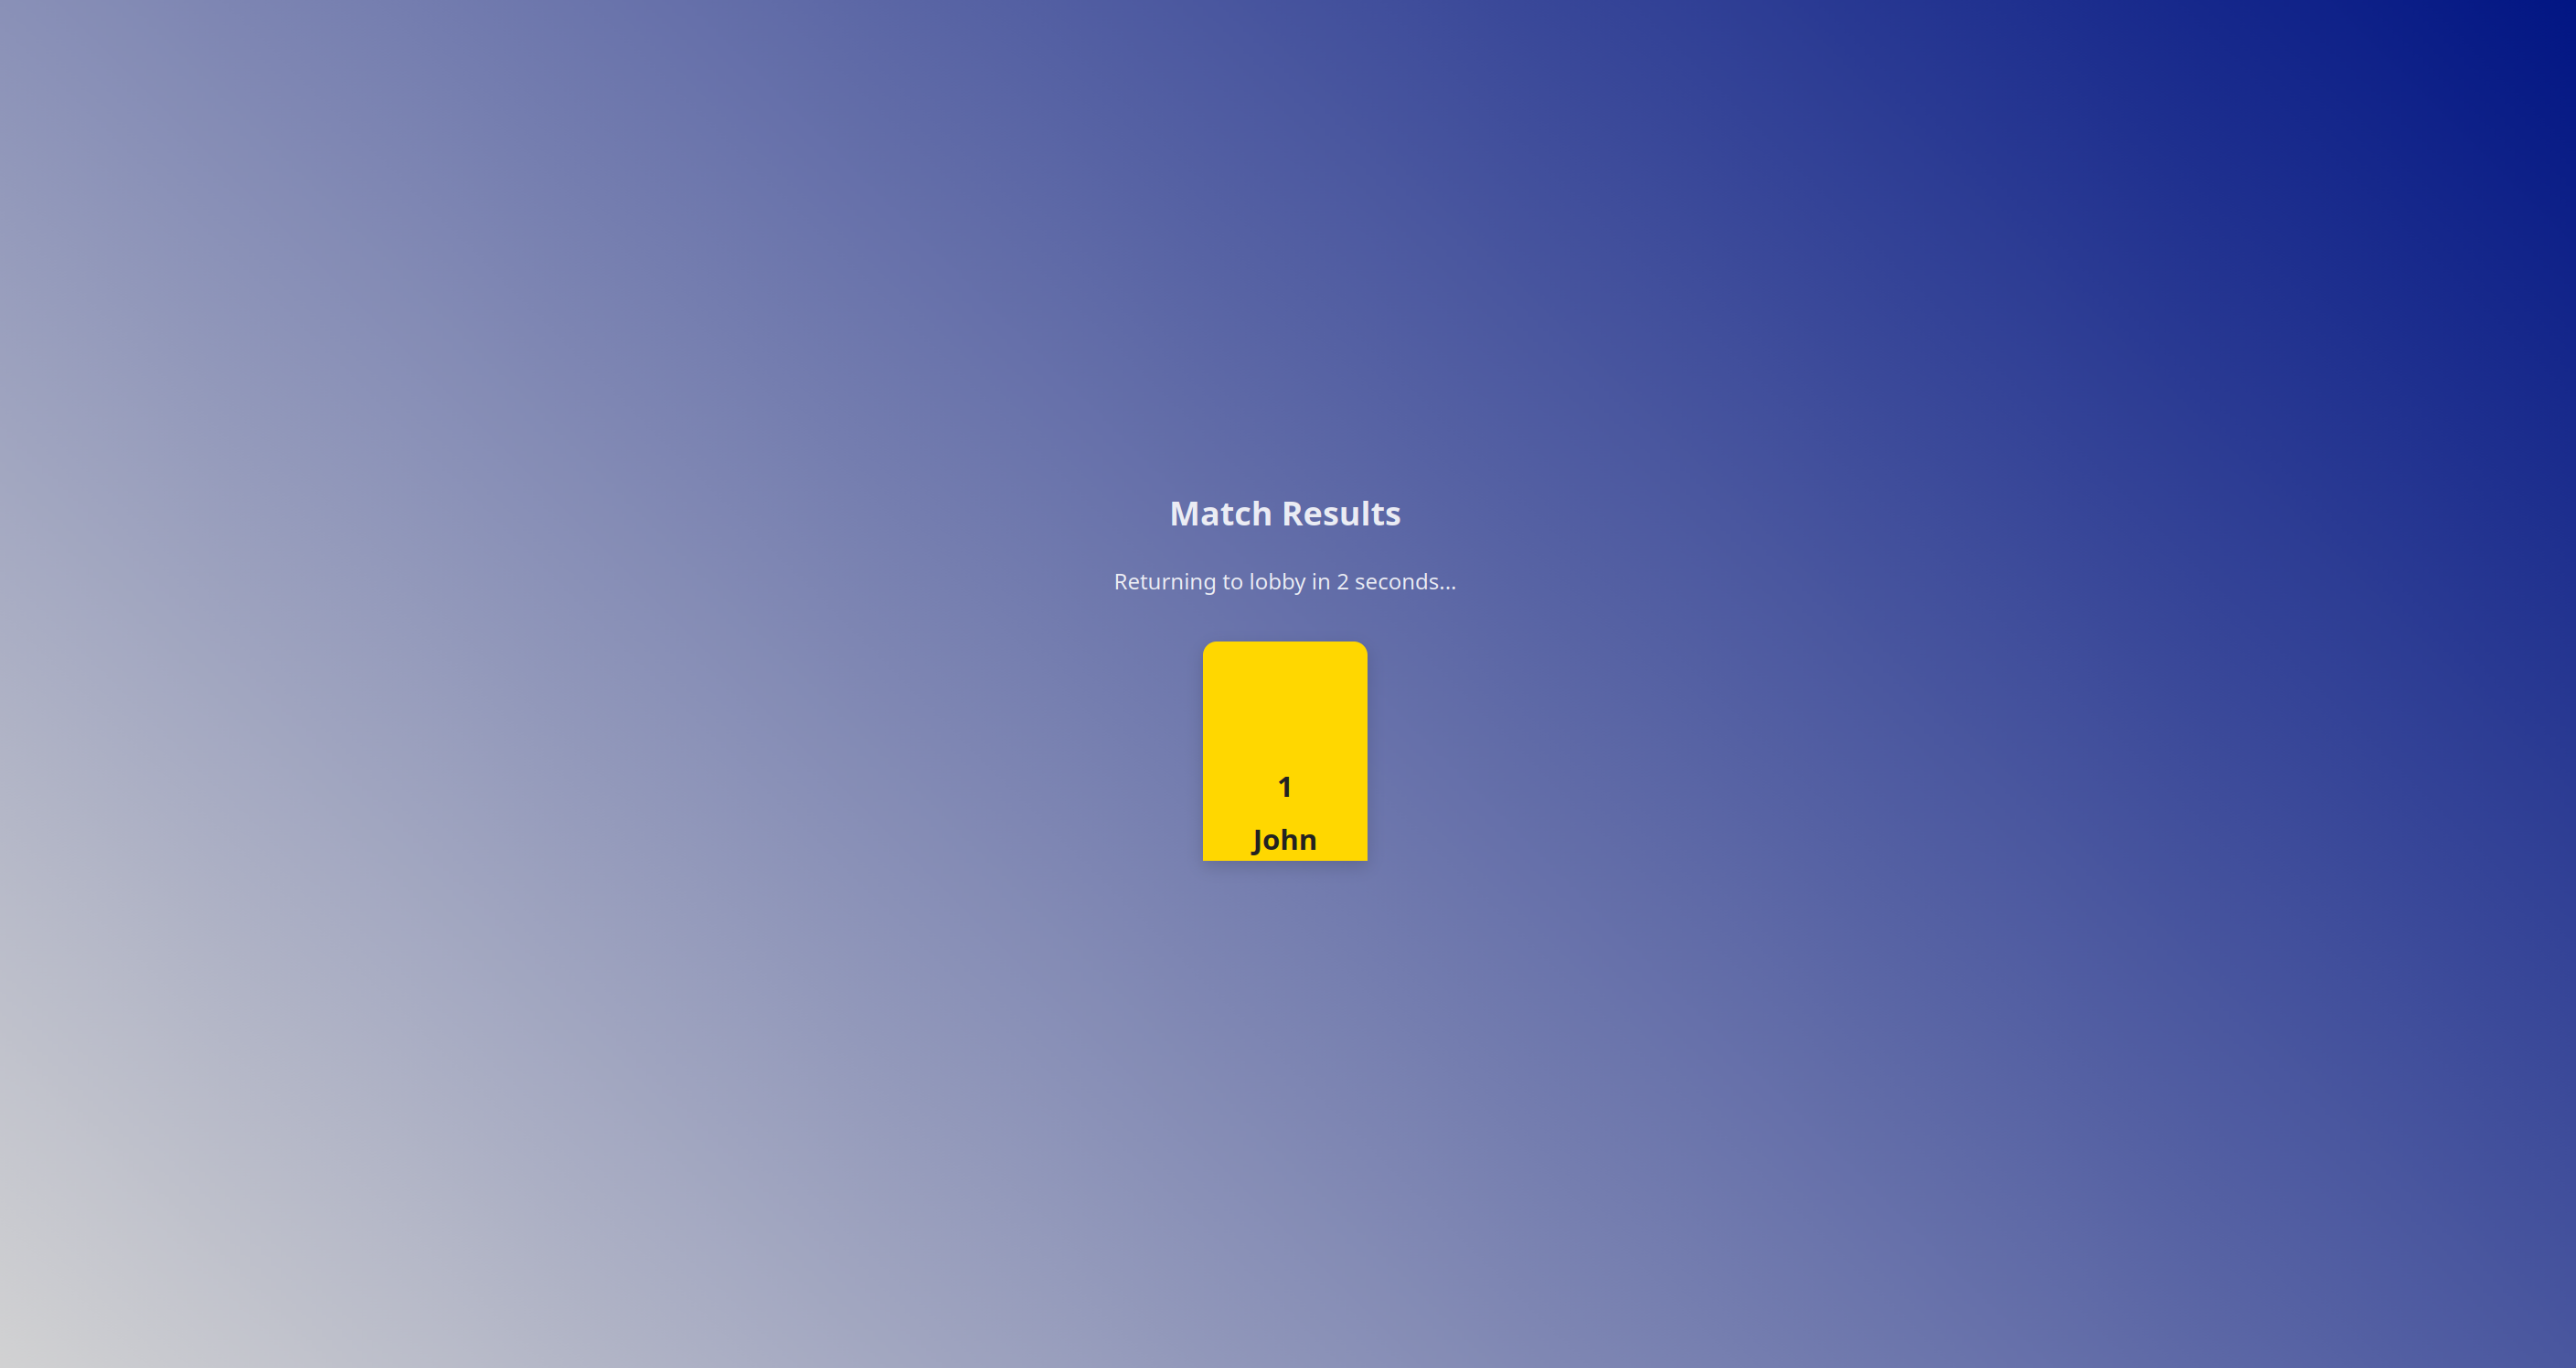 Match Results
Returning to lobby in 2 seconds...
1
John